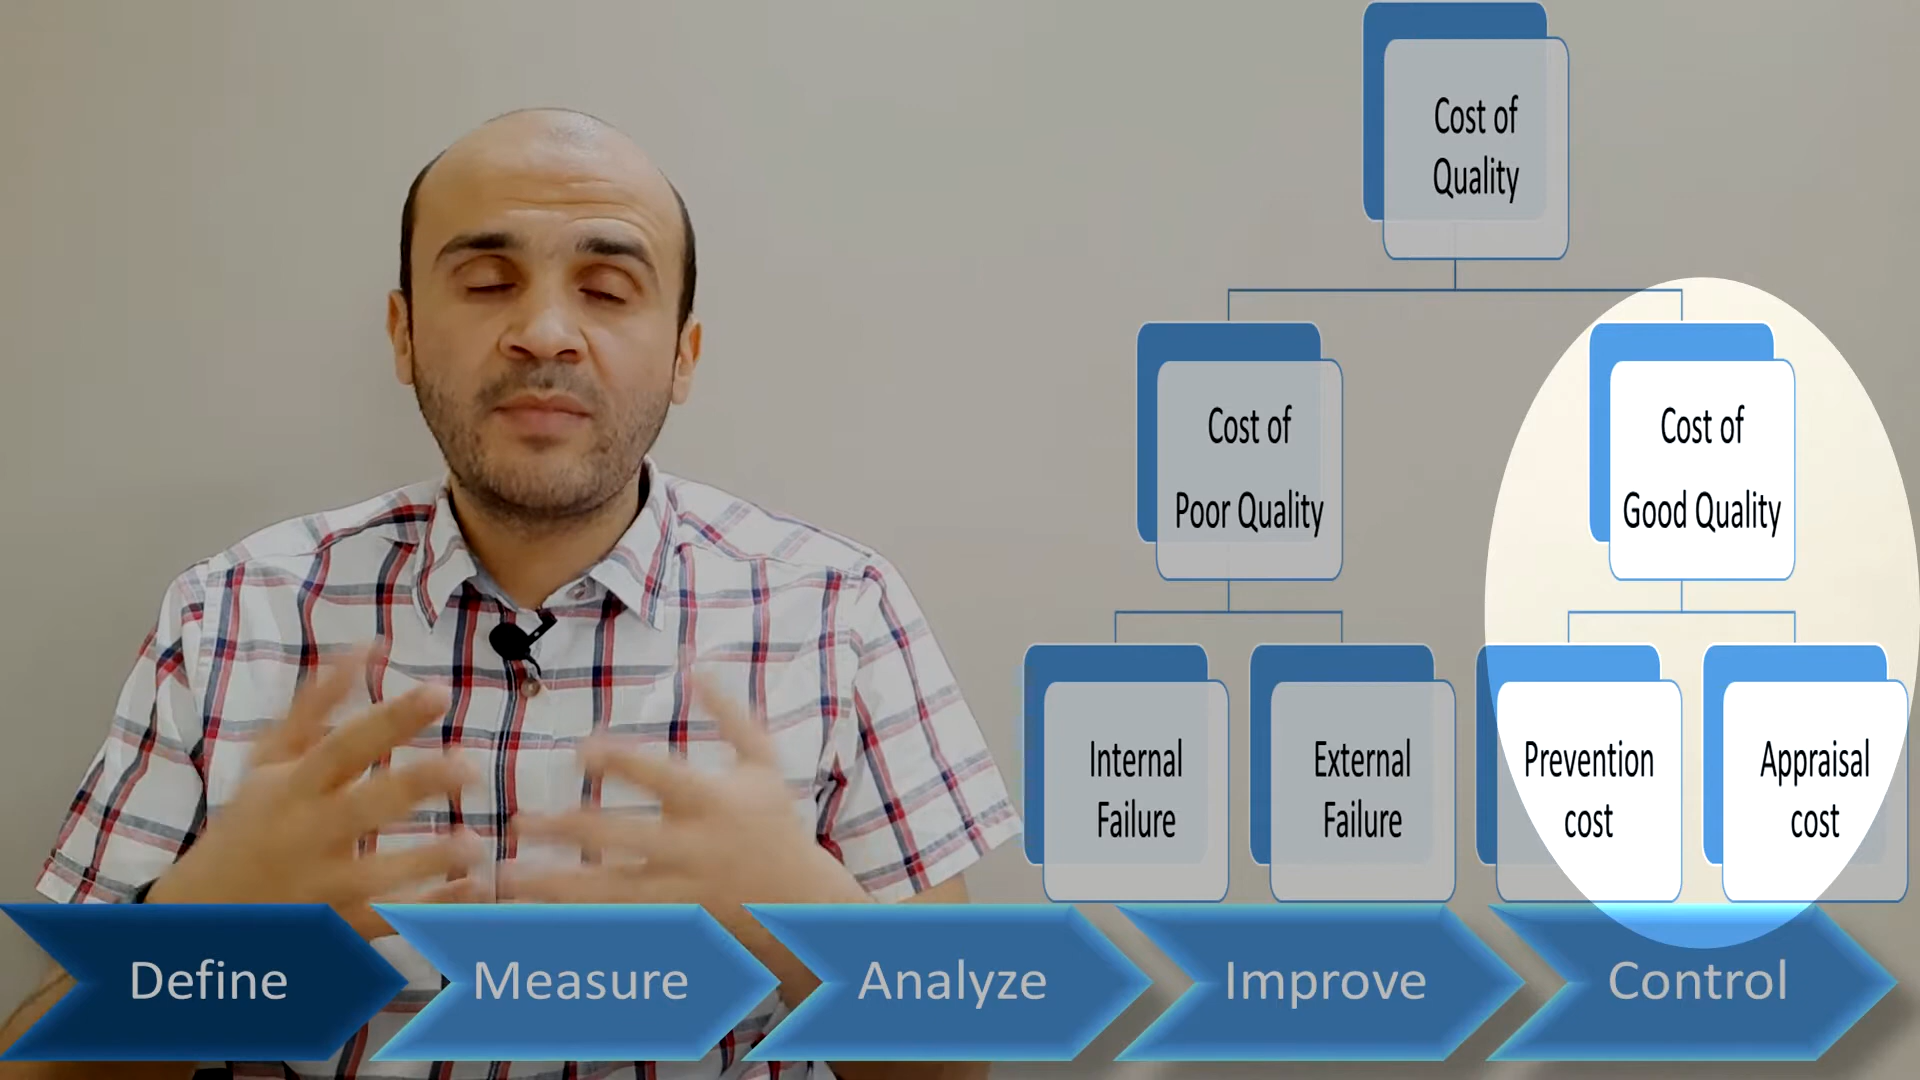 Cost of
Quality
Cost of
Poor Quality
Cost of
Good Quality
Internal
Failure
External
Failure
Prevention
cost
Appraisal
cost
Define
Measure
Analyze
Improve
Control